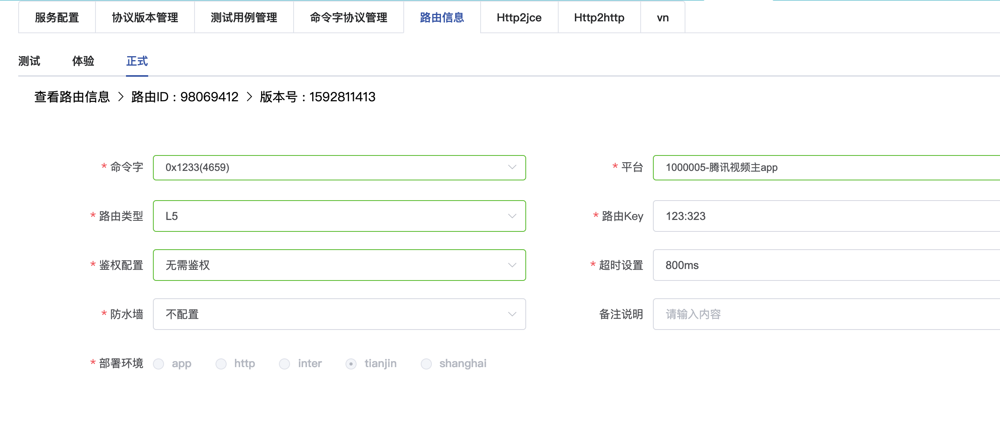 服务配置 协议版本管理 测试用例管理 命令字协议管理 路由信息 Http2jce Http2http vn
测试 体验 正式
查看路由信息 > 路由ID：98069412 > 版本号：1592811413
* 命令字 0x1233(4659) * 平台 1000005-腾讯视频主app
* 路由类型 L5 * 路由Key 123:323
* 鉴权配置 无需鉴权 * 超时设置 800ms
* 防水墙 不配置 备注说明 请输入内容
* 部署环境 app http inter tianjin shanghai